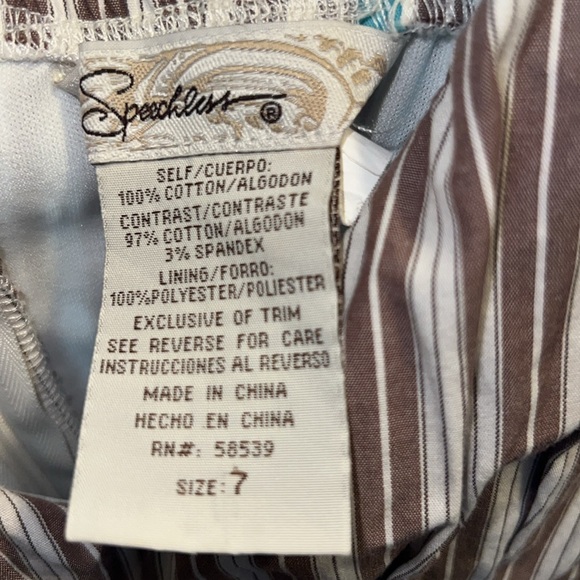 Speechless®
SELF/CUERPO:
100% COTTON/ALGODON
CONTRAST/CONTRASTE
97% COTTON/ALGODON
3% SPANDEX
LINING/FORRO:
100%POLYESTER/POLIESTER
EXCLUSIVE OF TRIM
SEE REVERSE FOR CARE
INSTRUCCIONES AL REVERSO
MADE IN CHINA
HECHO EN CHINA
RN#: 58539
SIZE: 7